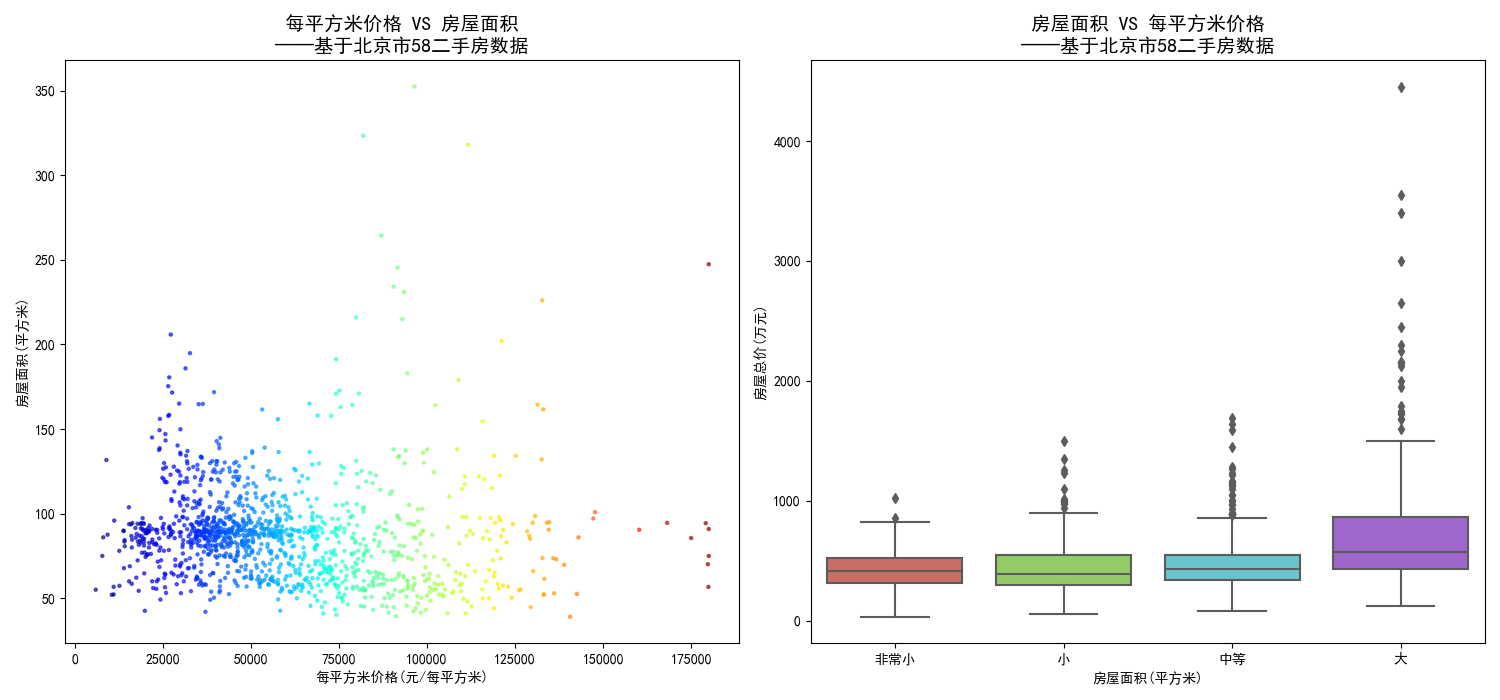 每平方米价格 VS 房屋面积
——基于北京市58二手房数据
350
300
250
200
150
100
50
房屋面积(平方米)
0 25000 50000 75000 100000 125000 150000 175000
每平方米价格(元/每平方米)
房屋面积 VS 每平方米价格
——基于北京市58二手房数据
4000
3000
2000
1000
0
房屋总价(万元)
非常小 小 中等 大
房屋面积(平方米)